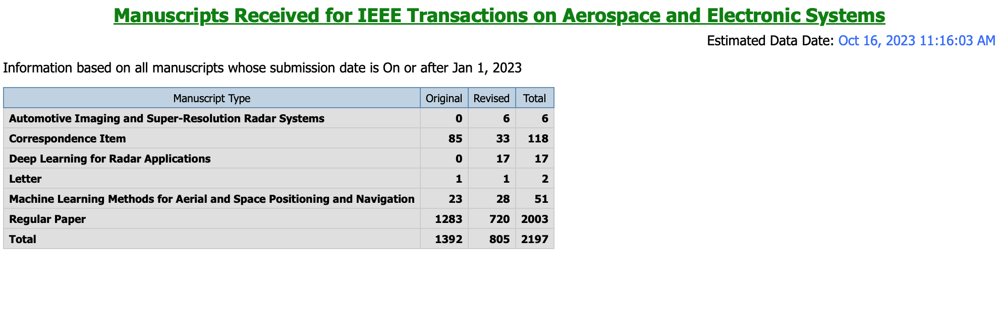 Manuscripts Received for IEEE Transactions on Aerospace and Electronic Systems
Estimated Data Date: Oct 16, 2023 11:16:03 AM
Information based on all manuscripts whose submission date is On or after Jan 1, 2023
Manuscript Type Original Revised Total
Automotive Imaging and Super-Resolution Radar Systems 0 6 6
Correspondence Item 85 33 118
Deep Learning for Radar Applications 0 17 17
Letter 1 1 2
Machine Learning Methods for Aerial and Space Positioning and Navigation 23 28 51
Regular Paper 1283 720 2003
Total 1392 805 2197